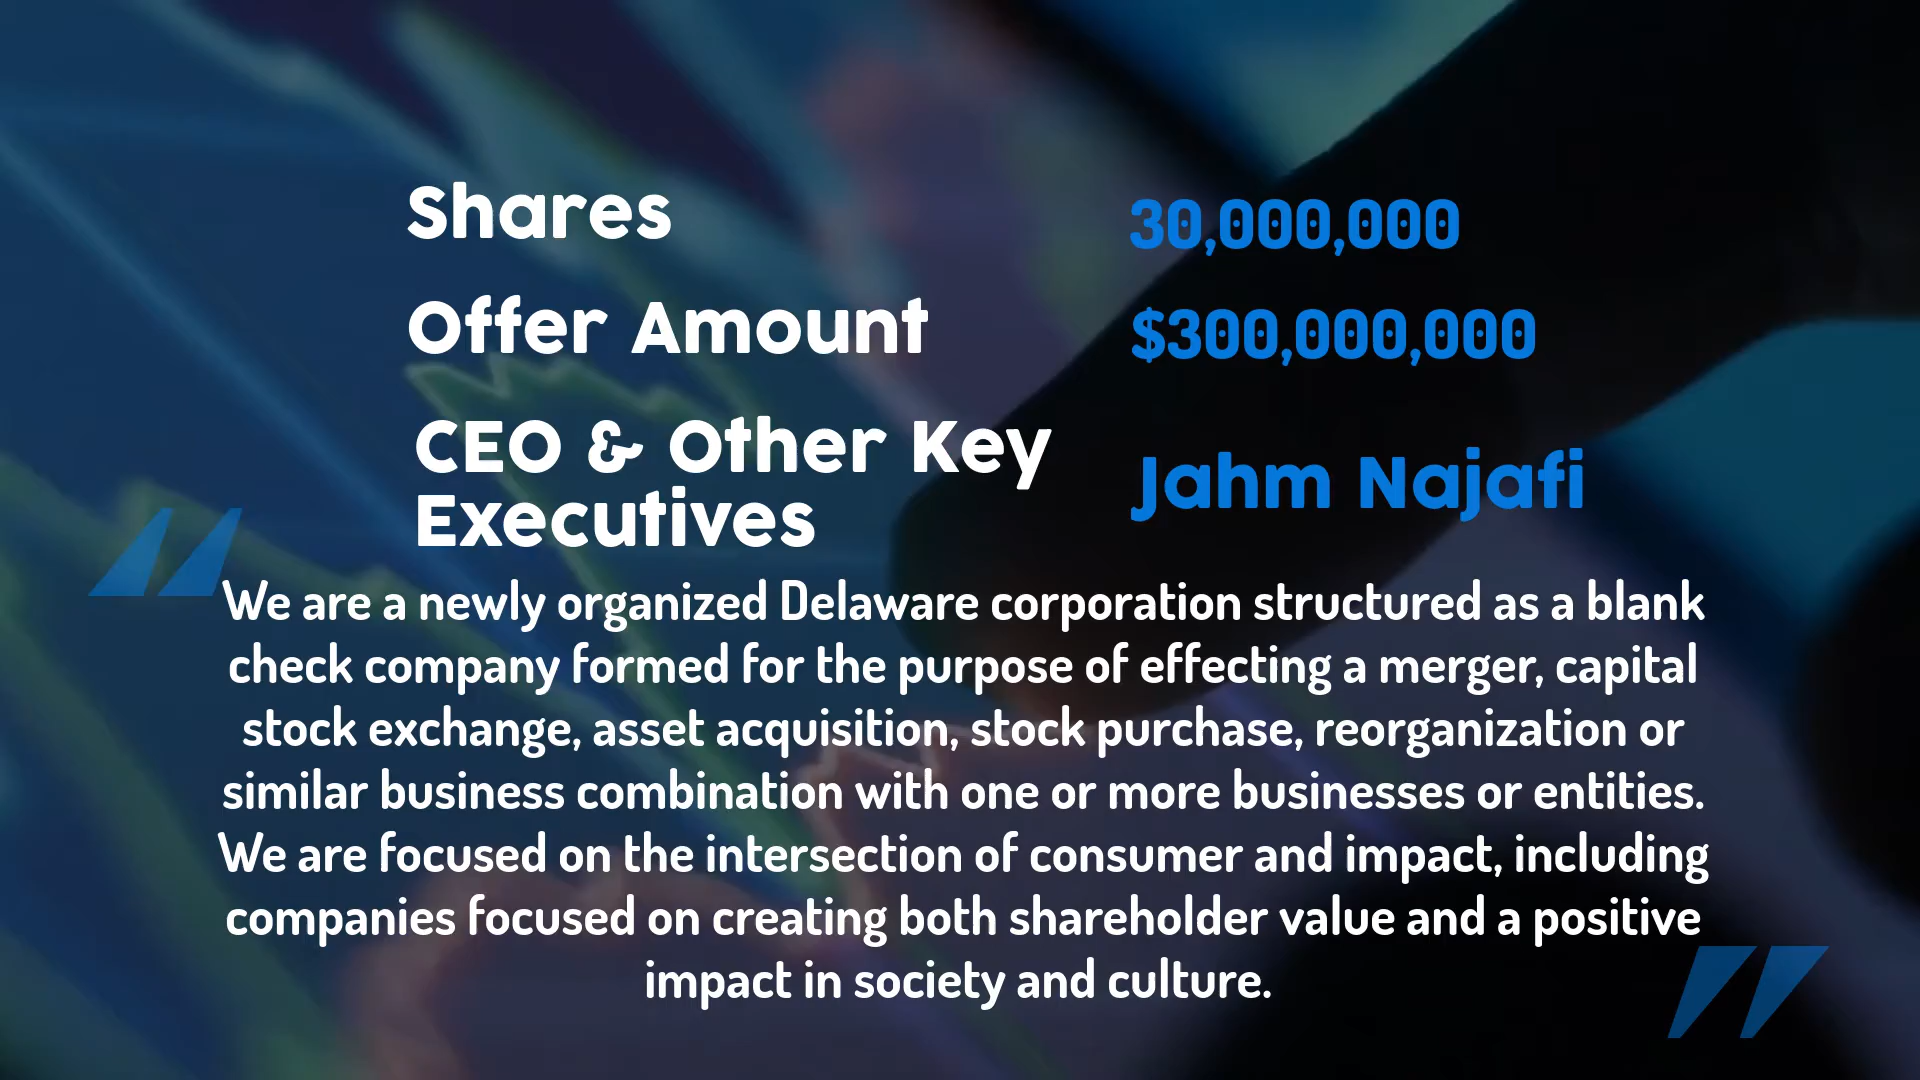 Shares 30,000,000
Offer Amount $300,000,000
CEO & Other Key
Executives
Jahm Najafi
We are a newly organized Delaware corporation structured as a blank
check company formed for the purpose of effecting a merger, capital
stock exchange, asset acquisition, stock purchase, reorganization or
similar business combination with one or more businesses or entities.
We are focused on the intersection of consumer and impact, including
companies focused on creating both shareholder value and a positive
impact in society and culture.